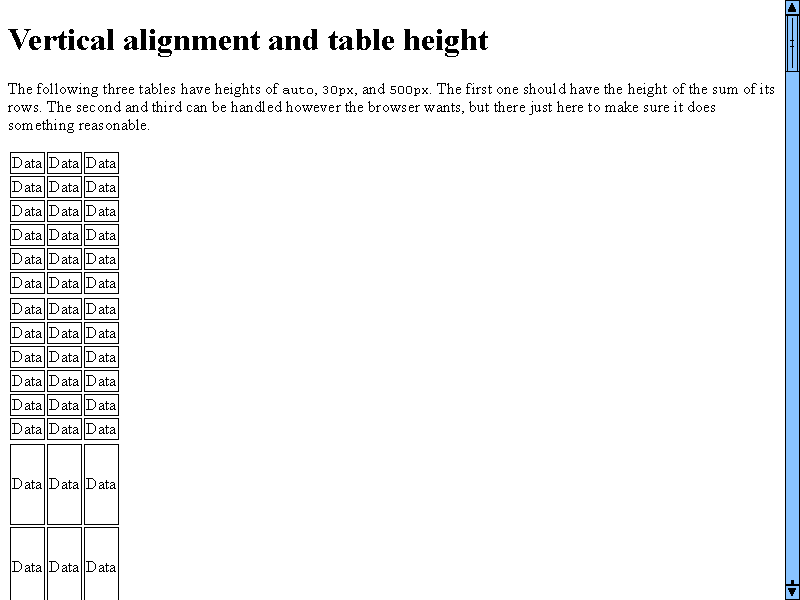 Vertical alignment and table height
The following three tables have heights of auto, 30px, and 500px. The first one should have the height of the sum of its
rows. The second and third can be handled however the browser wants, but there just here to make sure it does
something reasonable.
Data Data Data
Data Data Data
Data Data Data
Data Data Data
Data Data Data
Data Data Data
Data Data Data
Data Data Data
Data Data Data
Data Data Data
Data Data Data
Data Data Data
Data Data Data
Data Data Data